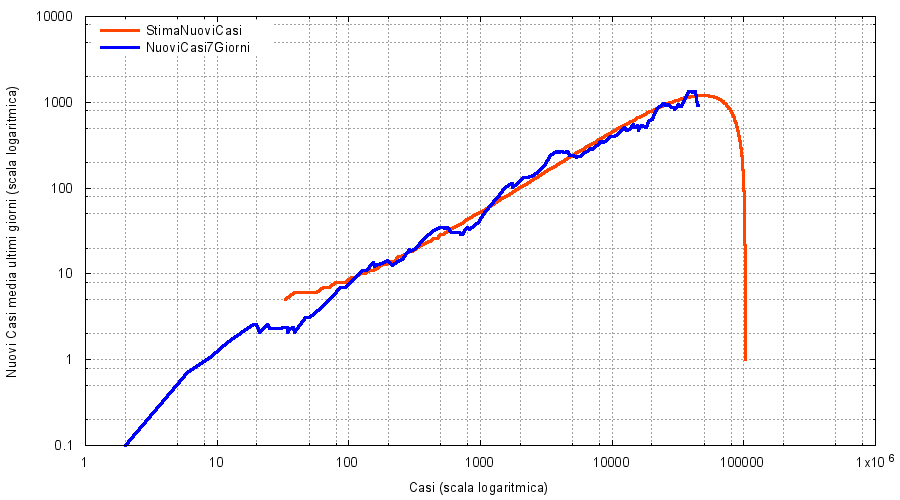 10000
StimaNuoviCasi
NuoviCasi7Giorni
1000
100
10
1
0.1
Nuovi Casi media ultimi giorni (scala logaritmica)
1 10 100 1000 10000 100000 1x10 6
Casi (scala logaritmica)